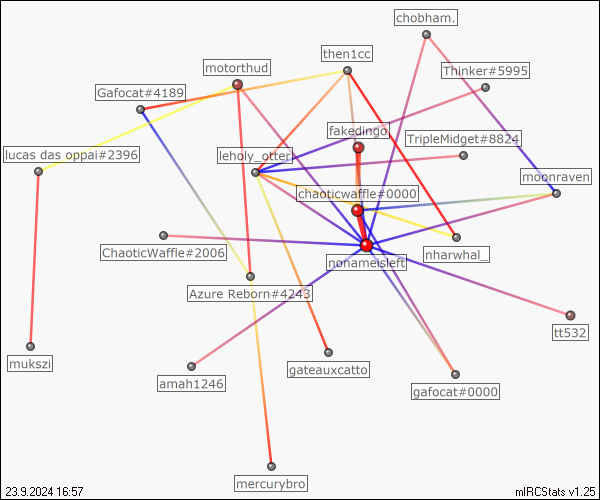 chobham.
then1cc
motorthud
Thinker#5995
Gafocat#4189
fakedingo
TripleMidget#8824
lucas das oppai#2396
leholy_otter
moonraven
chaoticwaffle#0000
ChaoticWaffle#2006
nharwhal_
nonameisleft
Azure Reborn#4243
tt532
mukszi
gateauxcatto
amah1246
gafocat#0000
mercurybro
23.9.2024 16:57
mIRCStats v1.25